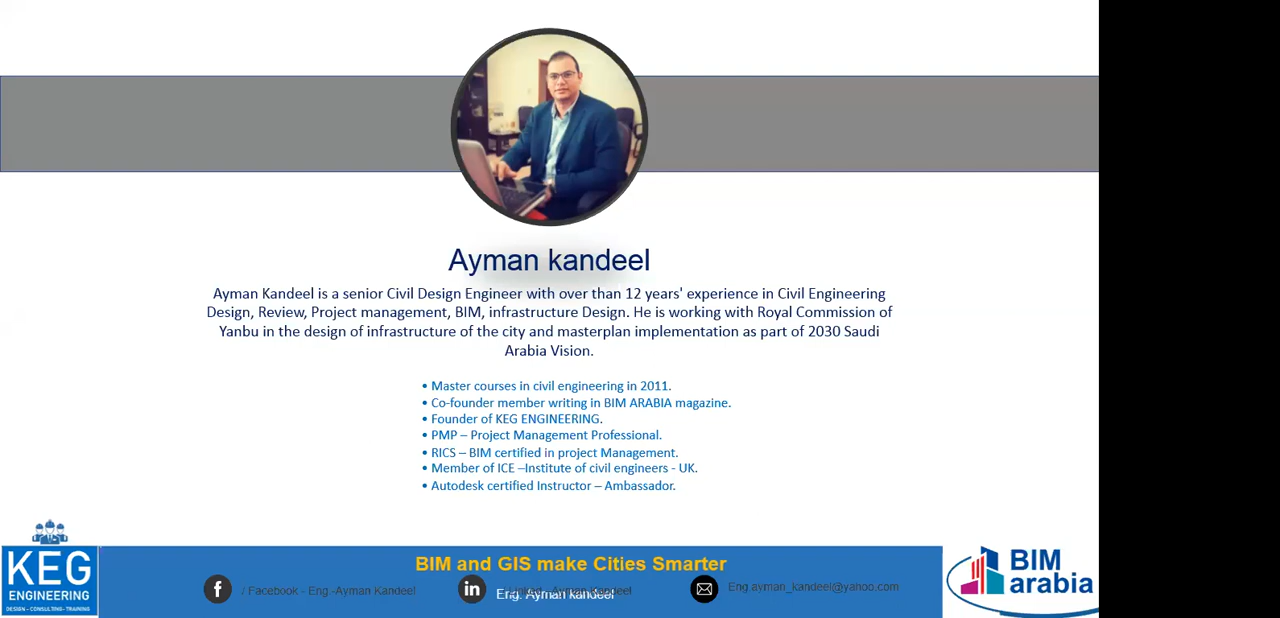 Ayman kandeel
Ayman Kandeel is a senior Civil Design Engineer with over than 12 years' experience in Civil Engineering
Design, Review, Project management, BIM, infrastructure Design. He is working with Royal Commission of
Yanbu in the design of infrastructure of the city and masterplan implementation as part of 2030 Saudi
Arabia Vision.
• Master courses in civil engineering in 2011.
• Co-founder member writing in BIM ARABIA magazine.
• Founder of KEG ENGINEERING.
• PMP – Project Management Professional.
• RICS – BIM certified in project Management.
• Member of ICE –Institute of civil engineers - UK.
• Autodesk certified Instructor – Ambassador.
KEG
ENGINEERING
DESIGN - CONSULTING- TRAINING
BIM and GIS make Cities Smarter
f
/ Facebook - Eng.-Ayman Kandeel
in
Ayman Kandeel
Eng. Ayman kandeel
Eng.ayman_kandeel@yahoo.com
BIM
arabia